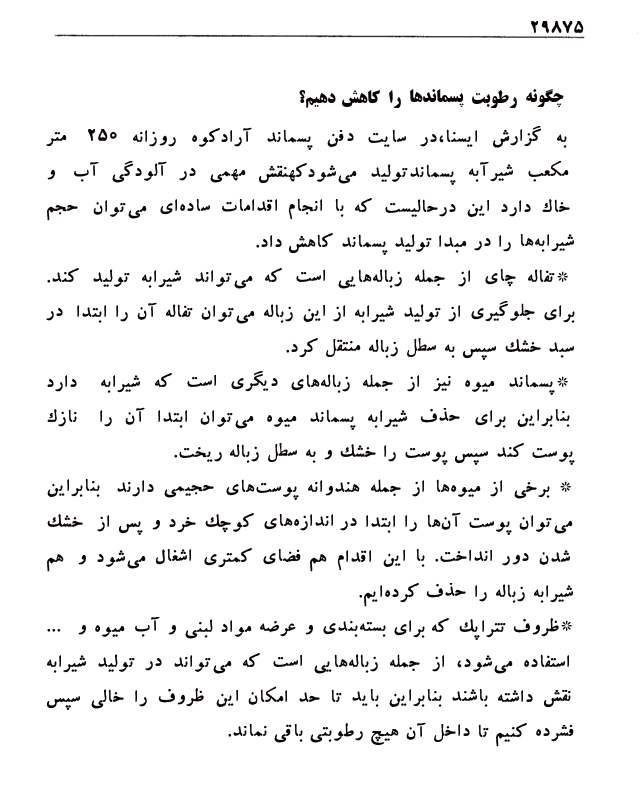 ۲۹۸۷۵
چگونه رطوبت پسماندها را کاهش دهیم؟
به گزارش ایسنا،در سایت دفن پسماند آرادکوه روزانه ۲۵۰ متر
مکعب شیرآبه پسماندتولید می‌شودکهنقش مهمی در آلودگی آب و
خاك دارد این درحالیست که با انجام اقدامات ساده‌ای می‌توان حجم
شیرابه‌ها را در مبدا تولید پسماند کاهش داد.
*تفاله چای از جمله زباله‌هایی است که می‌تواند شیرابه تولید کند.
برای جلوگیری از تولید شیرابه از این زباله می‌توان تفاله آن را ابتدا در
سبد خشك سپس به سطل زباله منتقل کرد.
*پسماند میوه نیز از جمله زباله‌های دیگری است که شیرابه دارد
بنابراین برای حذف شیرابه پسماند میوه می‌توان ابتدا آن را نازك
پوست کند سپس پوست را خشك و به سطل زباله ریخت.
* برخی از میوه‌ها از جمله هندوانه پوست‌های حجیمی دارند بنابراین
می‌توان پوست آن‌ها را ابتدا در اندازه‌های کوچك خرد و پس از خشك
شدن دور انداخت. با این اقدام هم فضای کمتری اشغال می‌شود و هم
شیرابه زباله را حذف کرده‌ایم.
*ظروف تتراپك که برای بسته‌بندی و عرضه مواد لبنی و آب میوه و ...
استفاده می‌شود، از جمله زباله‌هایی است که می‌تواند در تولید شیرابه
نقش داشته باشند بنابراین باید تا حد امکان این ظروف را خالی سپس
فشرده کنیم تا داخل آن هیچ رطوبتی باقی نماند.